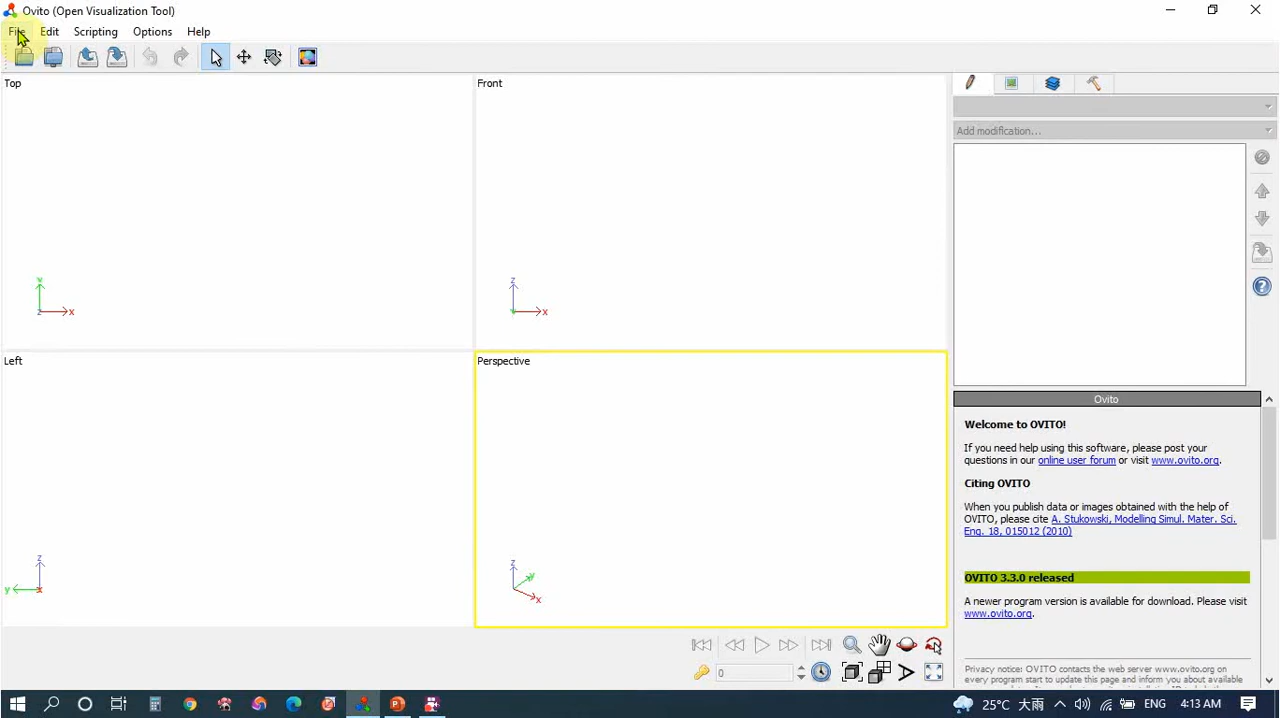 Ovito (Open Visualization Tool)
File Edit Scripting Options Help
Top
Front
Add modification...
y
z
z x
x
Left
Perspective
Ovito
Welcome to OVITO!
If you need help using this software, please post your
questions in our online user forum or visit www.ovito.org.
Citing OVITO
When you publish data or images obtained with the help of
OVITO, please cite A. Stukowski, Modelling Simul. Mater. Sci.
Eng. 18, 015012 (2010)
z
y x
z
y
x
OVITO 3.3.0 released
A newer program version is available for download. Please visit
www.ovito.org.
0
Privacy notice: OVITO contacts the web server www.ovito.org on
every program start to update this page and inform you about available
25°C 大雨 ENG 4:13 AM